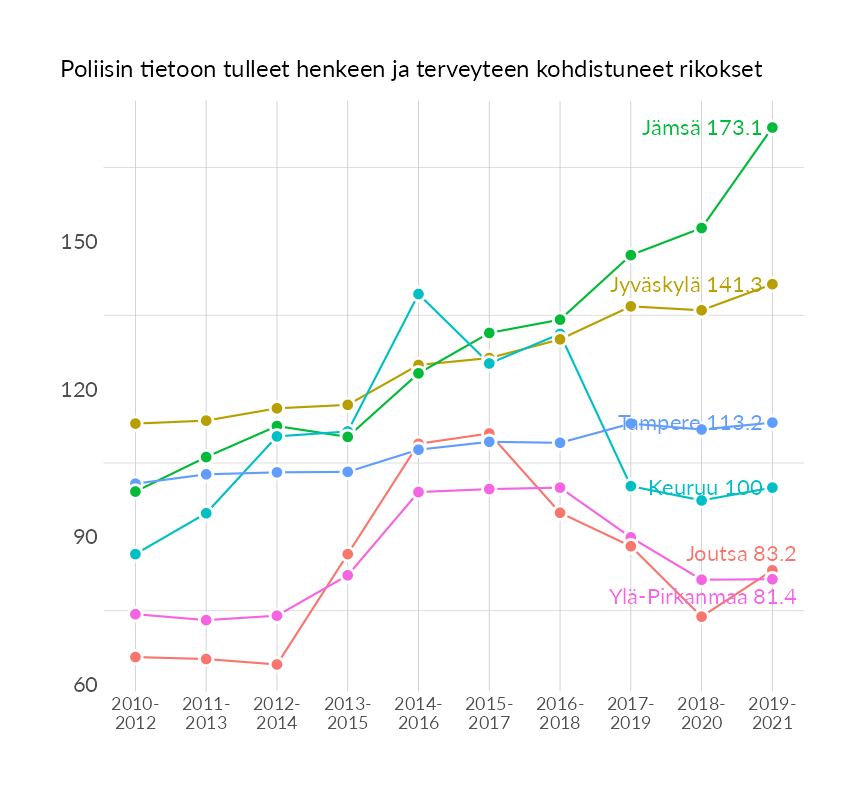 Poliisin tietoon tulleet henkeen ja terveyteen kohdistuneet rikokset
Jämsä 173.1
150
Jyväskylä 141.3
120
Tampere 113.2
Keuruu 100
90
Joutsa 83.2
Ylä-Pirkanmaa 81.4
60
2010- 2011- 2012- 2013- 2014- 2015- 2016- 2017- 2018- 2019-
2012 2013 2014 2015 2016 2017 2018 2019 2020 2021